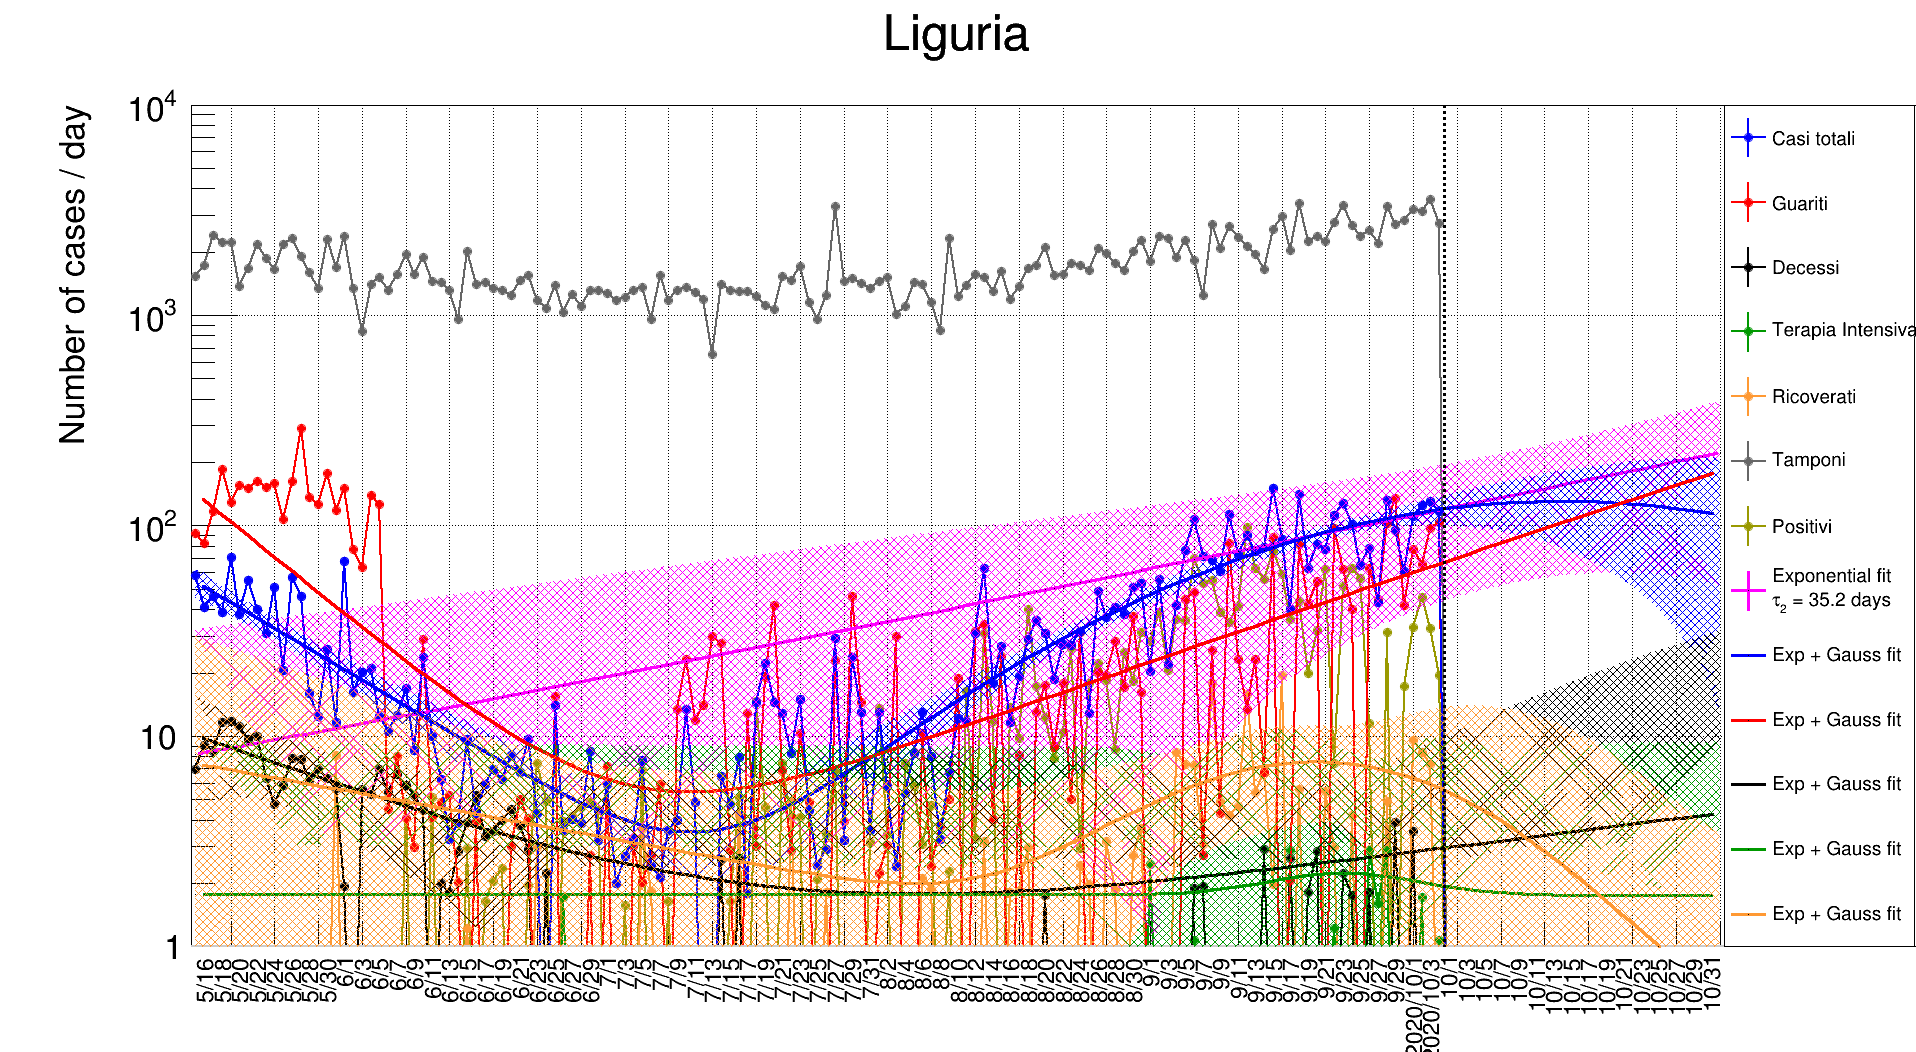 Liguria
Number of cases / day
10^4
10^3
10^2
10
1
5/16 5/18 5/20 5/22 5/24 5/26 5/28 5/30 6/1 6/3 6/5 6/7 6/9 6/11 6/13 6/15 6/17 6/19 6/21 6/23 6/25 6/27 6/29 7/1 7/3 7/5 7/7 7/9 7/11 7/13 7/15 7/17 7/19 7/21 7/23 7/25 7/27 7/29 7/31 8/2 8/4 8/6 8/8 8/10 8/12 8/14 8/16 8/18 8/20 8/22 8/24 8/26 8/28 8/30 9/1 9/3 9/5 9/7 9/9 9/11 9/13 9/15 9/17 9/19 9/21 9/23 9/25 9/27 9/29 2020/10/1 2020/10/3 10/1 10/3 10/5 10/7 10/9 10/11 10/13 10/15 10/17 10/19 10/21 10/23 10/25 10/27 10/29 10/31
Casi totali
Guariti
Decessi
Terapia Intensiva
Ricoverati
Tamponi
Positivi
Exponential fit
τ₂ = 35.2 days
Exp + Gauss fit
Exp + Gauss fit
Exp + Gauss fit
Exp + Gauss fit
Exp + Gauss fit